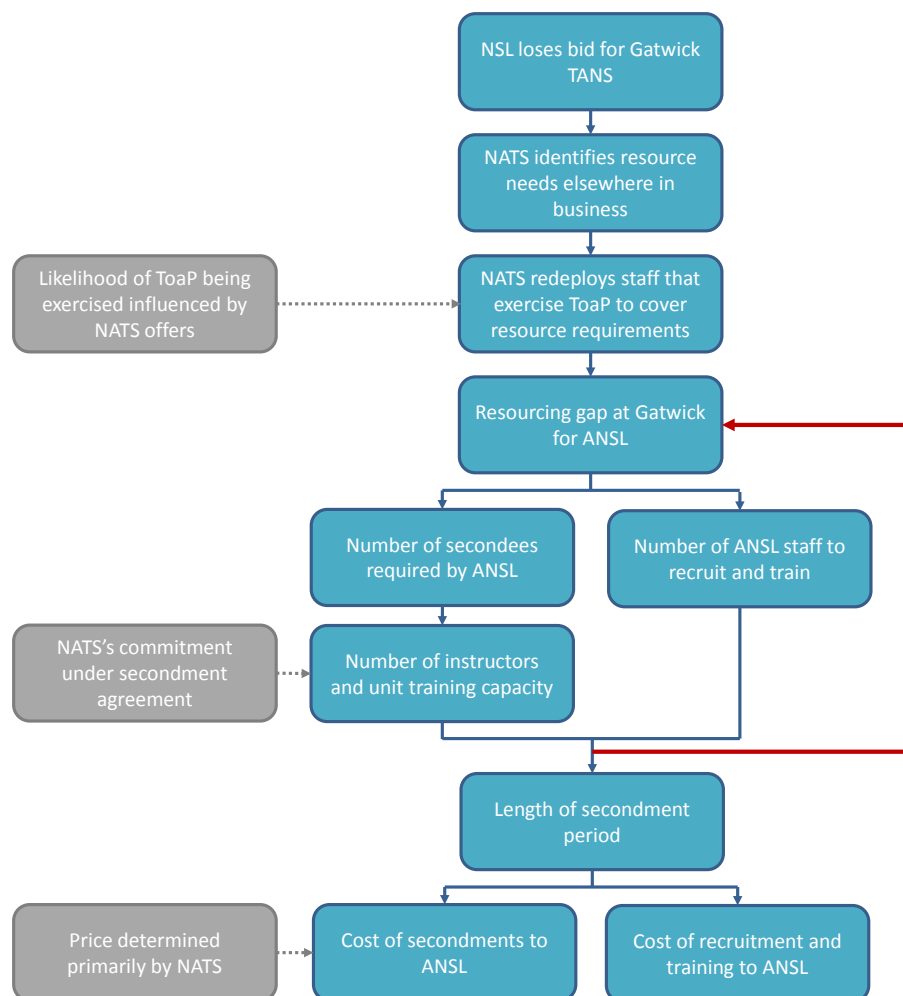 NSL loses bid for Gatwick
TANS
NATS identifies resource
needs elsewhere in
business
Likelihood of ToaP being
exercised influenced by
NATS offers
NATS redeploys staff that
exercise ToaP to cover
resource requirements
Resourcing gap at Gatwick
for ANSL
Number of secondees
required by ANSL
Number of ANSL staff to
recruit and train
NATS’s commitment
under secondment
agreement
Number of instructors
and unit training capacity
Length of secondment
period
Price determined
primarily by NATS
Cost of secondments to
ANSL
Cost of recruitment and
training to ANSL